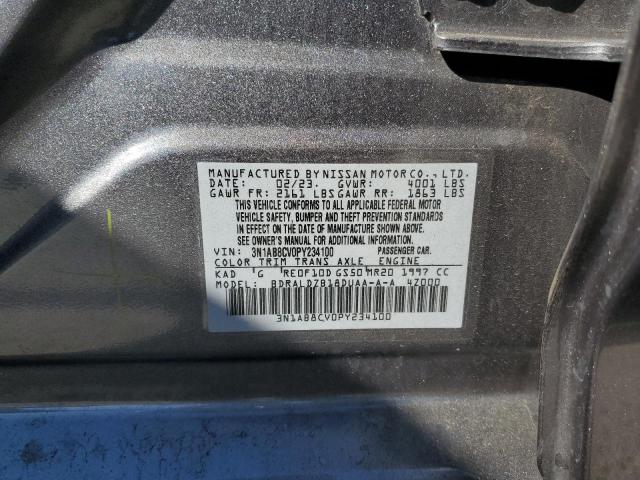 MANUFACTURED BY NISSAN MOTOR CO., LTD.
DATE: 02/23. GVWR: 4001 LBS
GAWR FR: 2161 LBS GAWR RR: 1863 LBS
THIS VEHICLE CONFORMS TO ALL APPLICABLE FEDERAL MOTOR
VEHICLE SAFETY, BUMPER AND THEFT PREVENTION STANDARDS
IN EFFECT ON THE DATE OF MANUFACTURE SHOWN ABOVE.
SEE OWNER'S MANUAL FOR ADDITIONAL INFORMATION.
VIN: 3N1AB8CV0PY234100 PASSENGER CAR.
COLOR TRIM TRANS AXLE ENGINE
KAD G RE0F10D GS50 MR20 1997 CC
MODEL: BDRALDZB18DUAA-A-A 4Z000
3N1AB8CV0PY234100